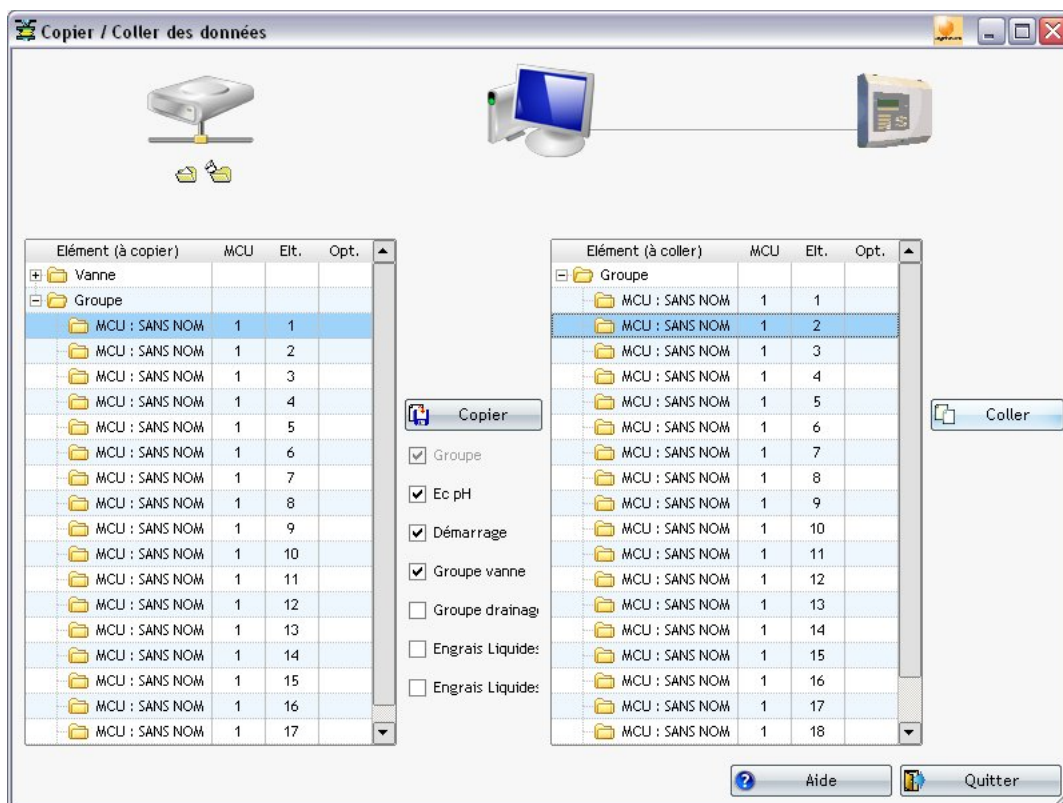 Copier / Coller des données
Elément (à copier) MCU Elt. Opt.
Vanne
Groupe
MCU : SANS NOM 1 1
MCU : SANS NOM 1 2
MCU : SANS NOM 1 3
MCU : SANS NOM 1 4
MCU : SANS NOM 1 5
MCU : SANS NOM 1 6
MCU : SANS NOM 1 7
MCU : SANS NOM 1 8
MCU : SANS NOM 1 9
MCU : SANS NOM 1 10
MCU : SANS NOM 1 11
MCU : SANS NOM 1 12
MCU : SANS NOM 1 13
MCU : SANS NOM 1 14
MCU : SANS NOM 1 15
MCU : SANS NOM 1 16
MCU : SANS NOM 1 17
Copier
Groupe
Ec pH
Démarrage
Groupe vanne
Groupe drainag
Engrais Liquides
Engrais Liquides
Elément (à coller) MCU Elt. Opt.
Groupe
MCU : SANS NOM 1 1
MCU : SANS NOM 1 2
MCU : SANS NOM 1 3
MCU : SANS NOM 1 4
MCU : SANS NOM 1 5
MCU : SANS NOM 1 6
MCU : SANS NOM 1 7
MCU : SANS NOM 1 8
MCU : SANS NOM 1 9
MCU : SANS NOM 1 10
MCU : SANS NOM 1 11
MCU : SANS NOM 1 12
MCU : SANS NOM 1 13
MCU : SANS NOM 1 14
MCU : SANS NOM 1 15
MCU : SANS NOM 1 16
MCU : SANS NOM 1 17
MCU : SANS NOM 1 18
Coller
Aide
Quitter